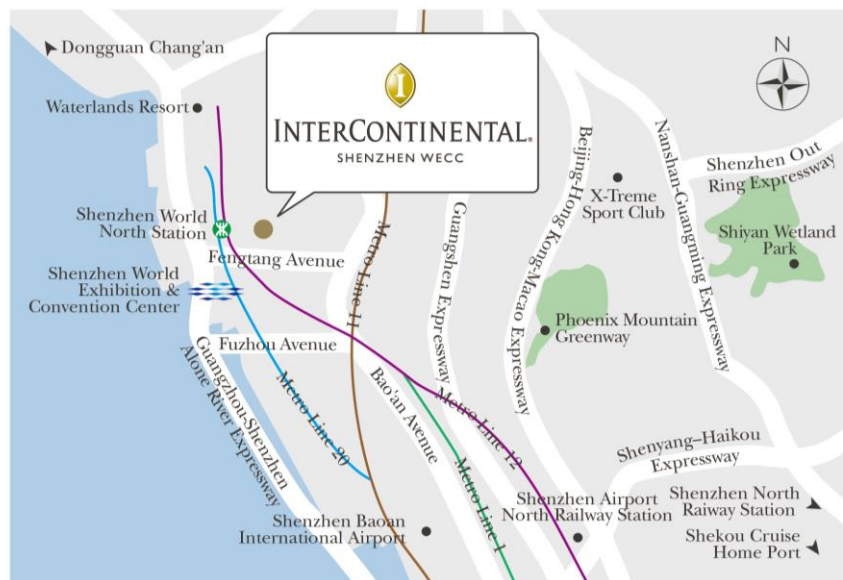 Dongguan Chang'an
N
Waterlands Resort
I
INTERCONTINENTAL®
SHENZHEN WECC
Shenzhen Out
Ring Expressway
X-Treme
Sport Club
Shenzhen World
North Station
Shiyan Wetland
Park
Fengtang Avenue
Shenzhen World
Exhibition &
Convention Center
Metro Line 11
Guangshen Expressway
Beijing-Hong Kong-Macao Expressway
Nanshan-Guangming Expressway
Phoenix Mountain
Greenway
Fuzhou Avenue
Guangzhou-Shenzhen
Alone River Expressway
Metro Line 20
Bao'an Avenue
Metro Line 12
Metro Line 1
Shenyang–Haikou
Expressway
Shenzhen Airport
North Railway Station
Shenzhen North
Raiway Station
Shenzhen Baoan
International Airport
Shekou Cruise
Home Port